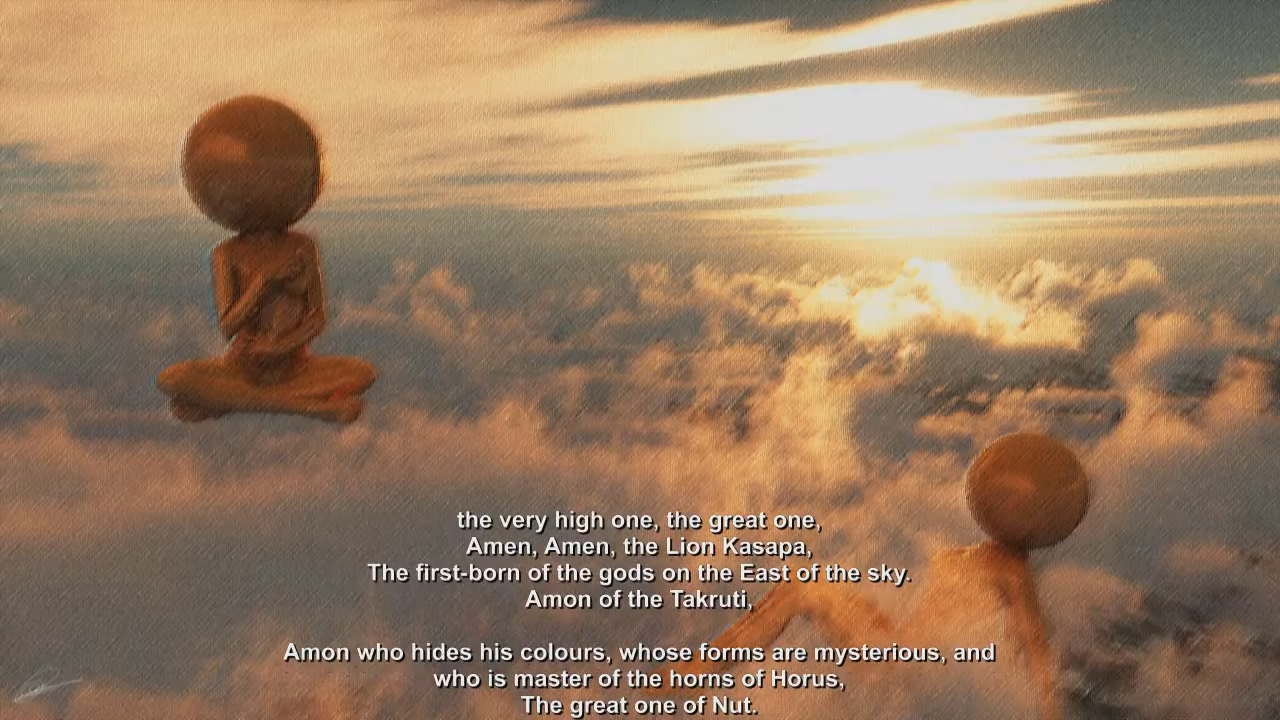 the very high one, the great one,
Amen, Amen, the Lion Kasapa,
The first-born of the gods on the East of the sky.
Amon of the Takruti,
Amon who hides his colours, whose forms are mysterious, and
who is master of the horns of Horus,
The great one of Nut.